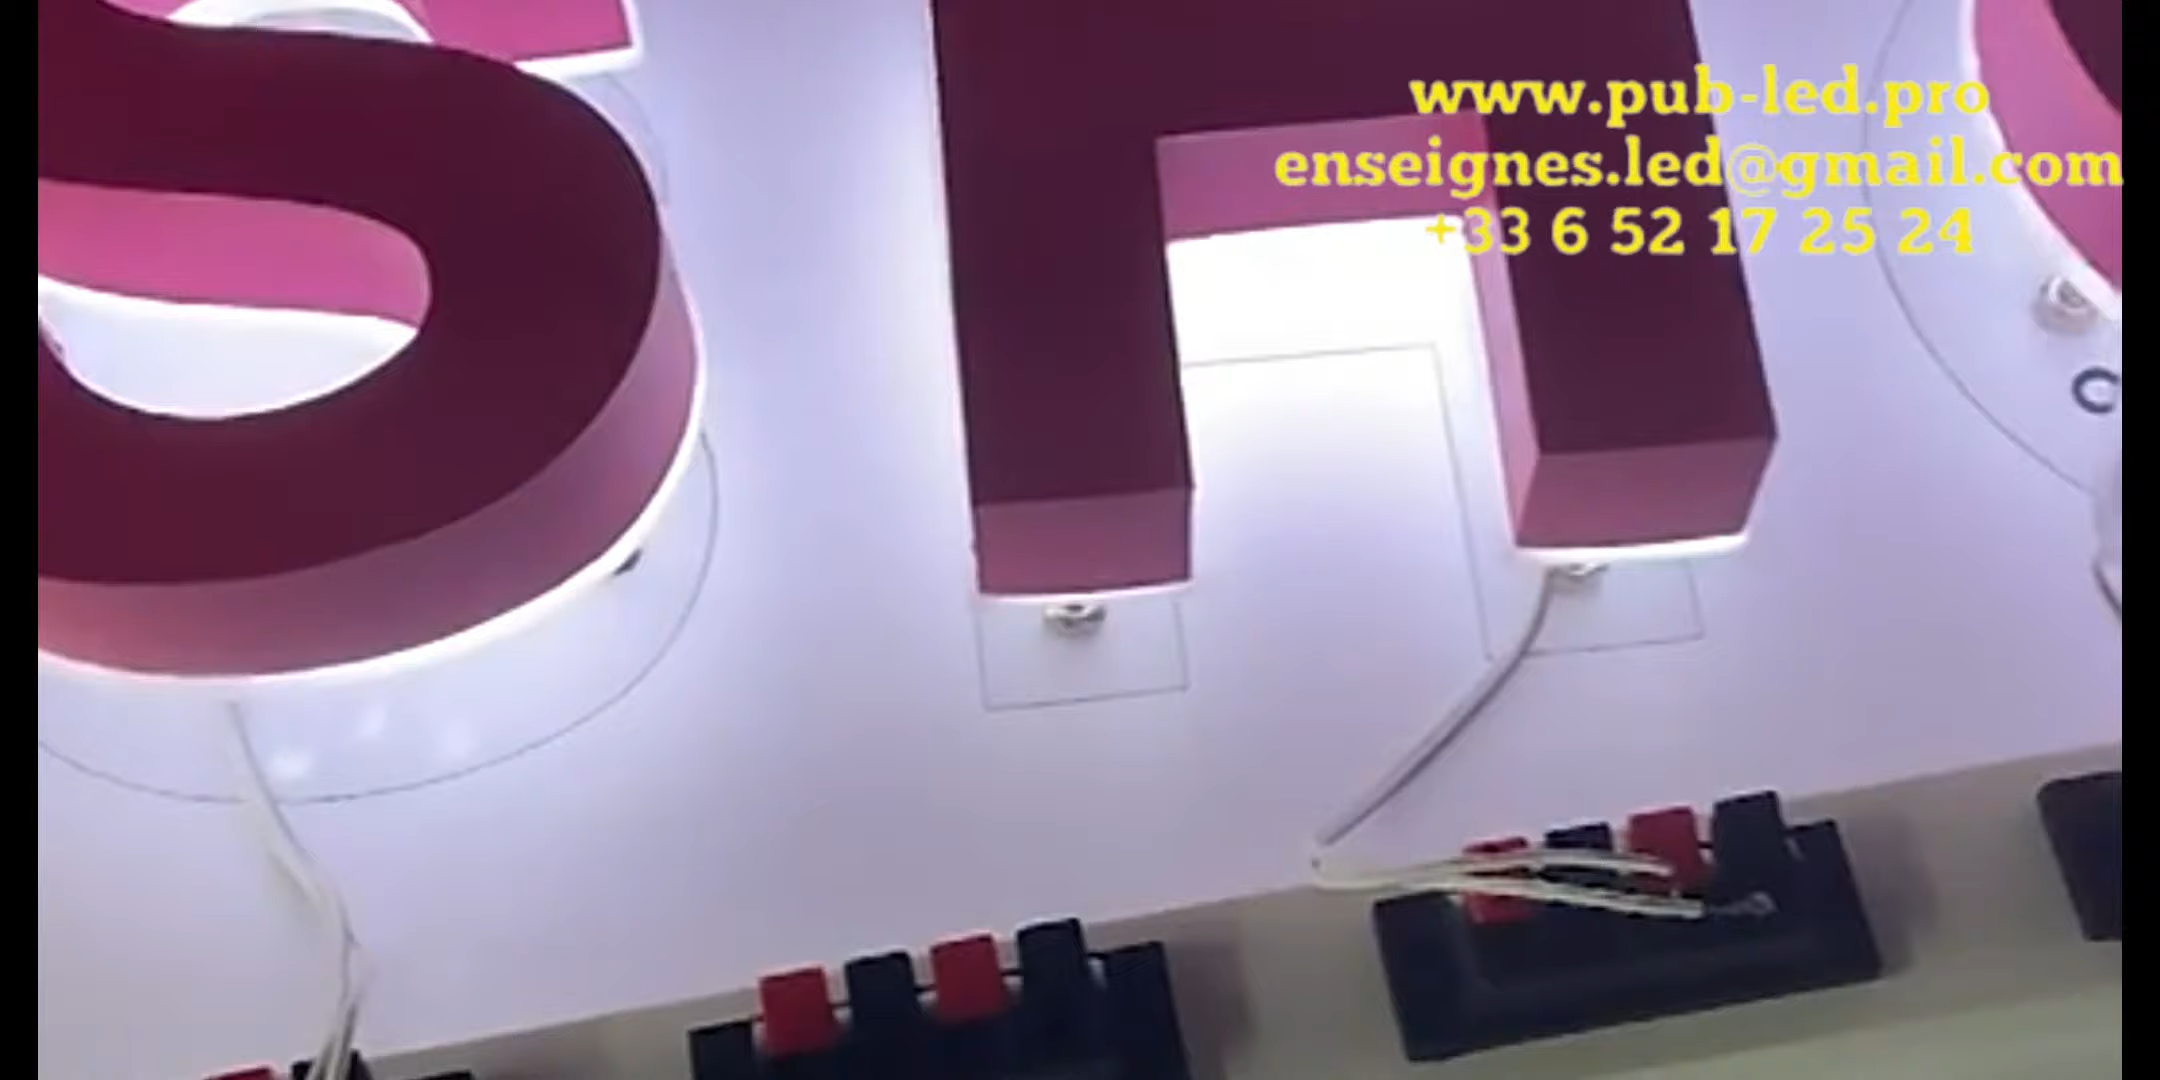 www.pub-led.pro
enseignes.led@gmail.com
+33 6 52 17 25 24
S